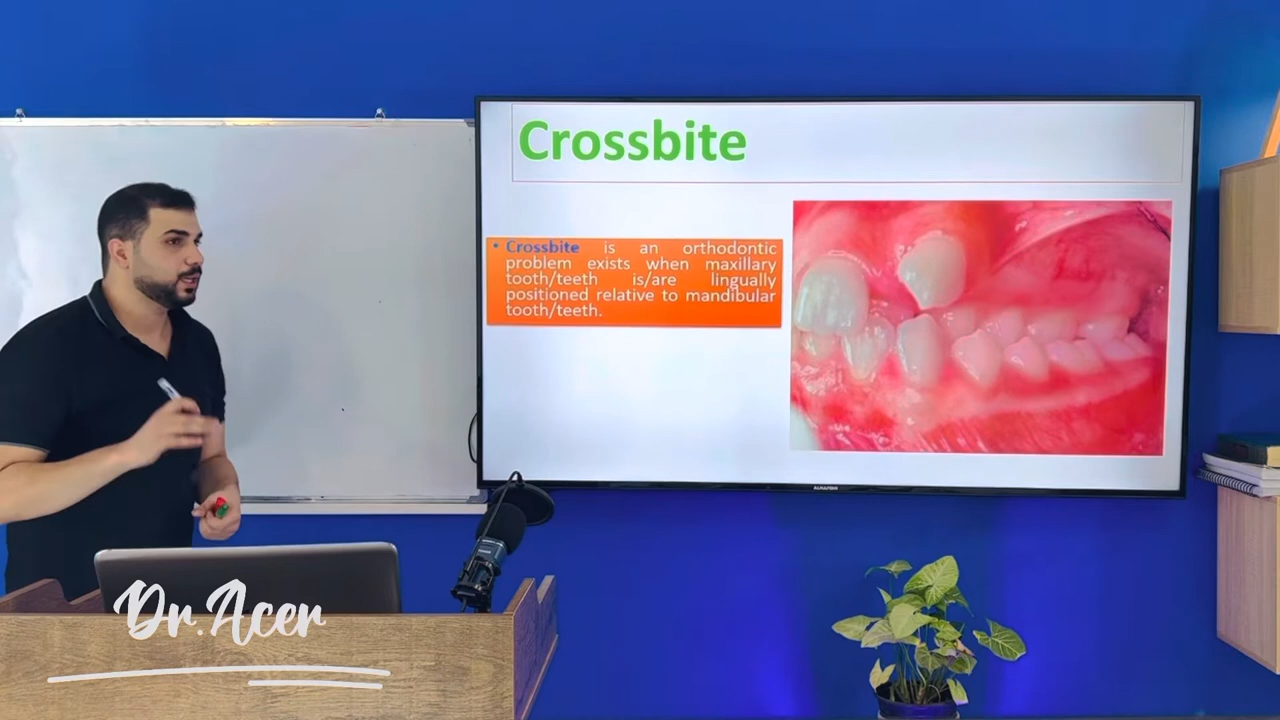 Crossbite
• Crossbite is an orthodontic
problem exists when maxillary
tooth/teeth is/are lingually
positioned relative to mandibular
tooth/teeth.
Dr.Acer